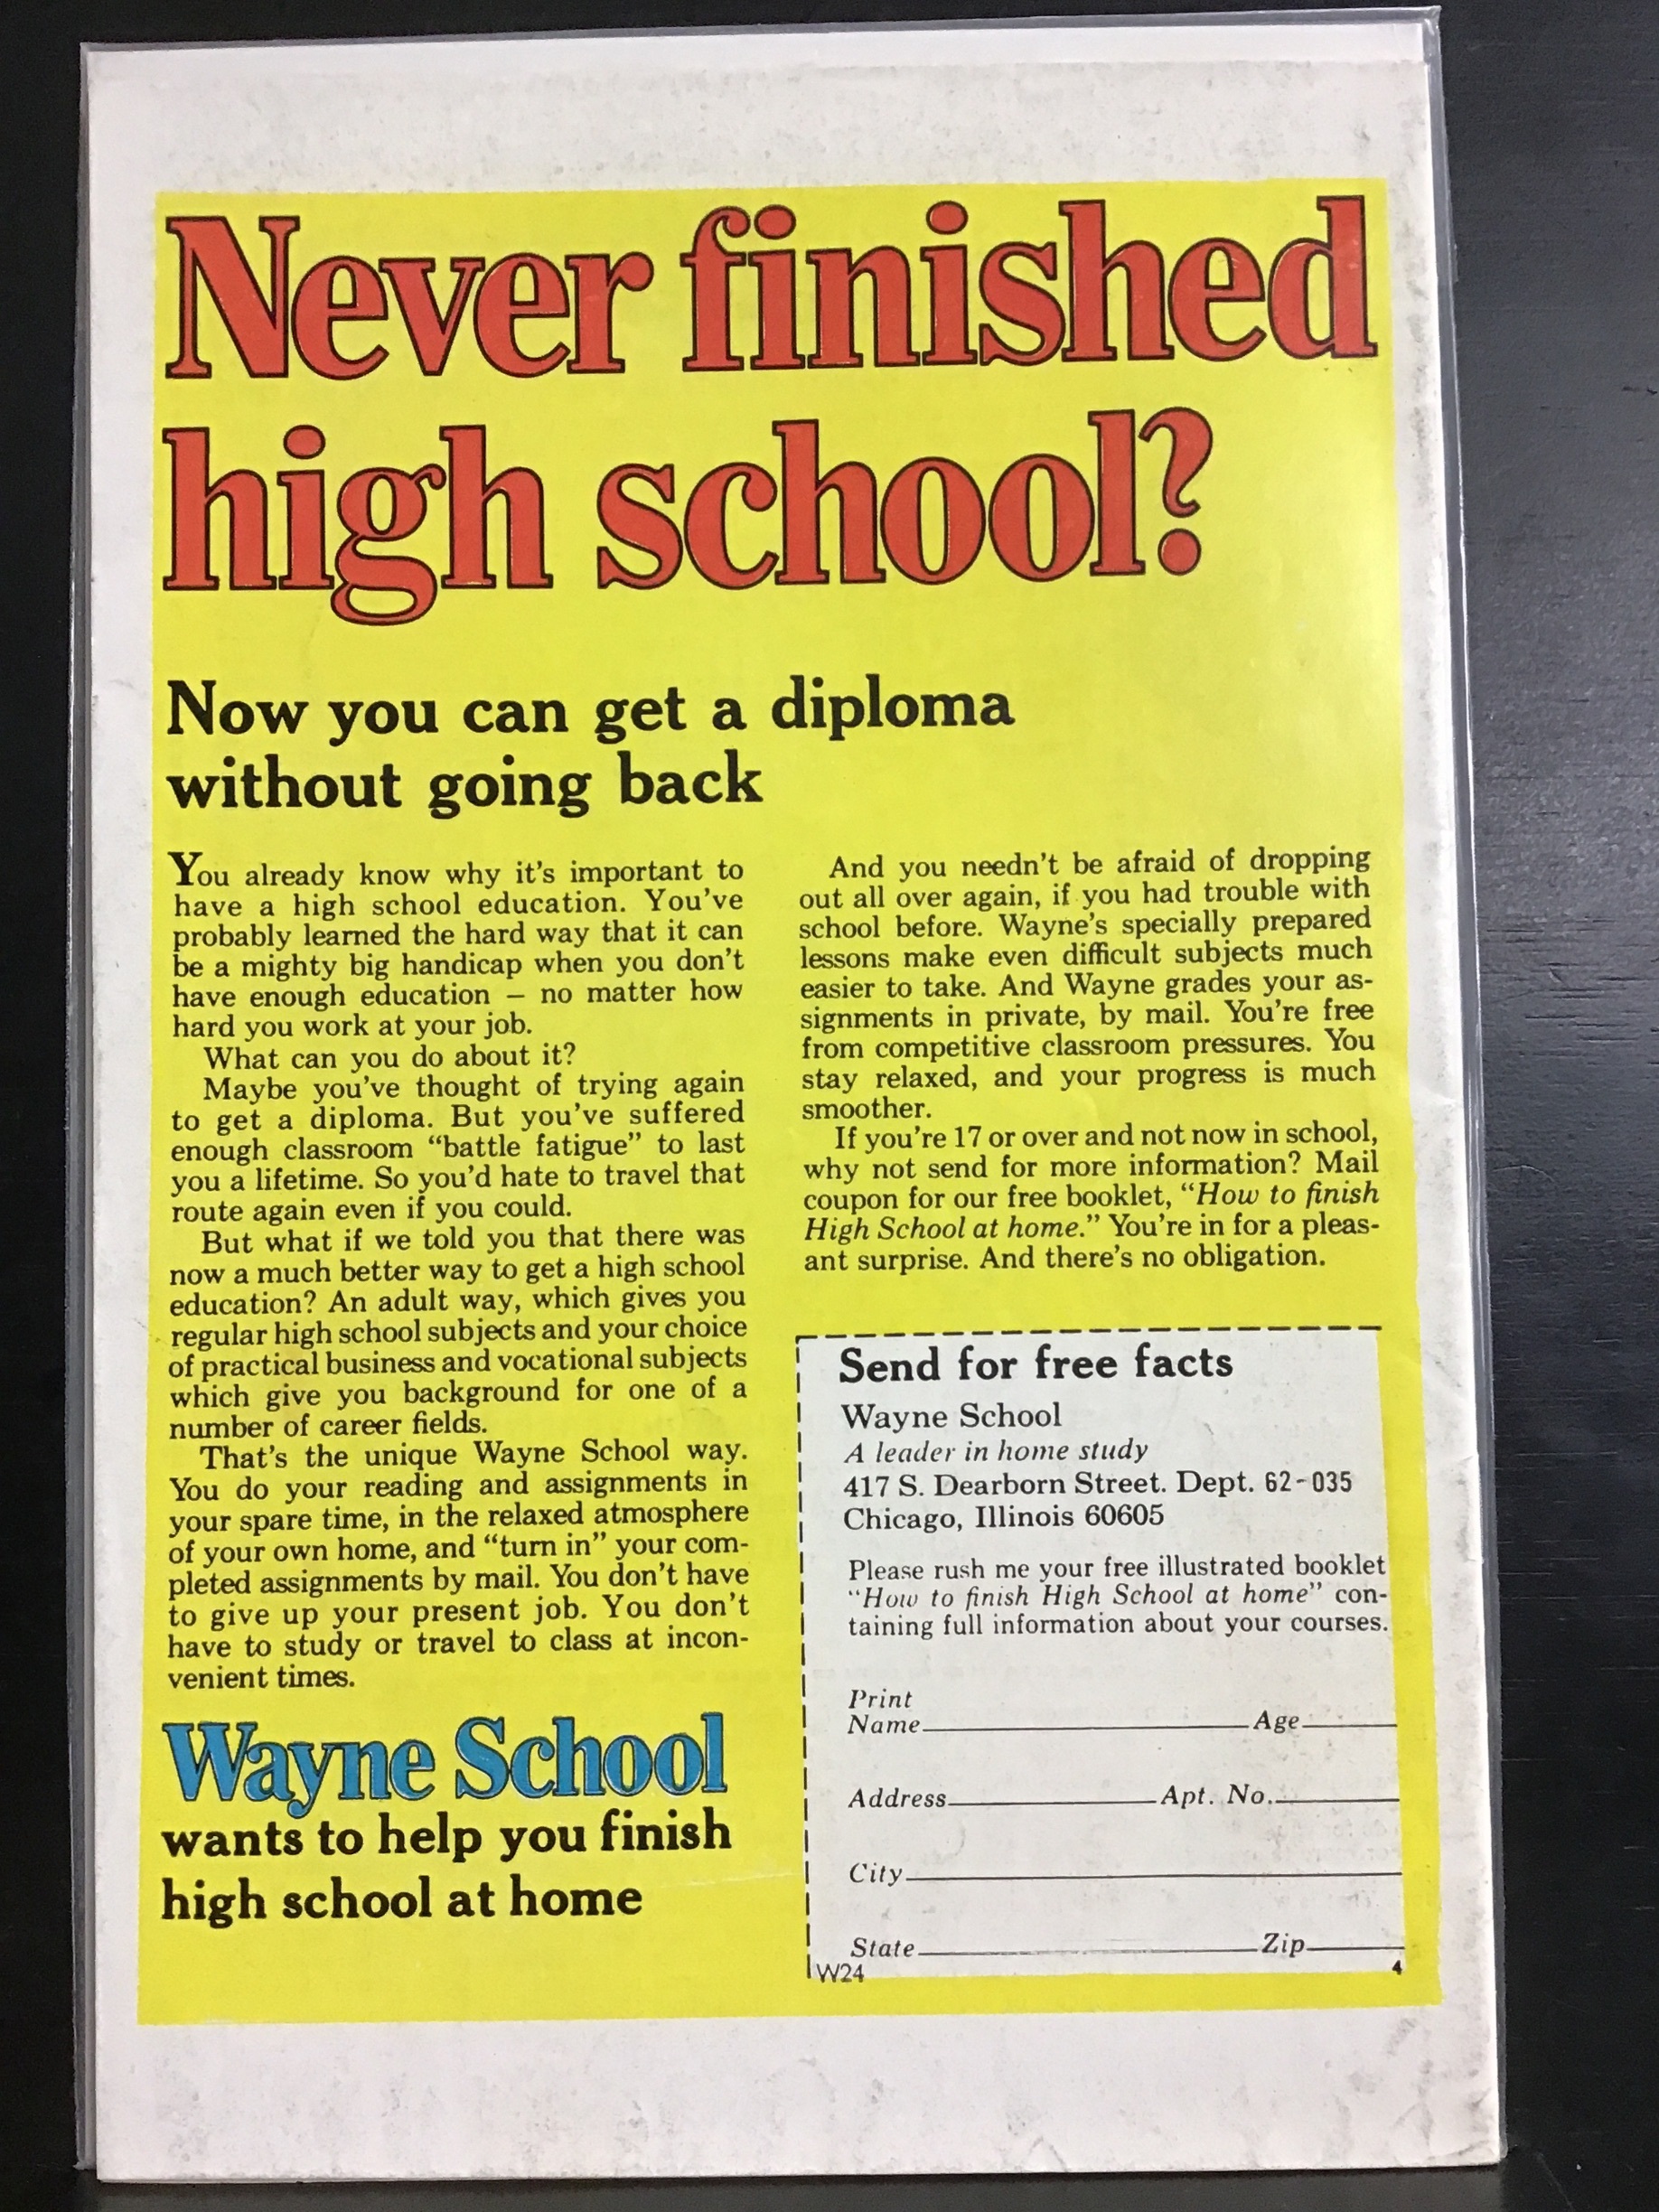 Never finished
high school?
Now you can get a diploma
without going back
You already know why it's important to
have a high school education. You've
probably learned the hard way that it can
be a mighty big handicap when you don't
have enough education – no matter how
hard you work at your job.
What can you do about it?
Maybe you've thought of trying again
to get a diploma. But you've suffered
enough classroom “battle fatigue” to last
you a lifetime. So you'd hate to travel that
route again even if you could.
But what if we told you that there was
now a much better way to get a high school
education? An adult way, which gives you
regular high school subjects and your choice
of practical business and vocational subjects
which give you background for one of a
number of career fields.
That's the unique Wayne School way.
You do your reading and assignments in
your spare time, in the relaxed atmosphere
of your own home, and “turn in” your com-
pleted assignments by mail. You don't have
to give up your present job. You don't
have to study or travel to class at incon-
venient times.
Wayne School
wants to help you finish
high school at home
And you needn't be afraid of dropping
out all over again, if you had trouble with
school before. Wayne's specially prepared
lessons make even difficult subjects much
easier to take. And Wayne grades your as-
signments in private, by mail. You're free
from competitive classroom pressures. You
stay relaxed, and your progress is much
smoother.
If you're 17 or over and not now in school,
why not send for more information? Mail
coupon for our free booklet, “How to finish
High School at home.” You're in for a pleas-
ant surprise. And there's no obligation.
Send for free facts
Wayne School
A leader in home study
417 S. Dearborn Street. Dept. 62-035
Chicago, Illinois 60605
Please rush me your free illustrated booklet
“How to finish High School at home” con-
taining full information about your courses.
Print
Name Age
Address Apt. No.
City
State Zip
W24 4